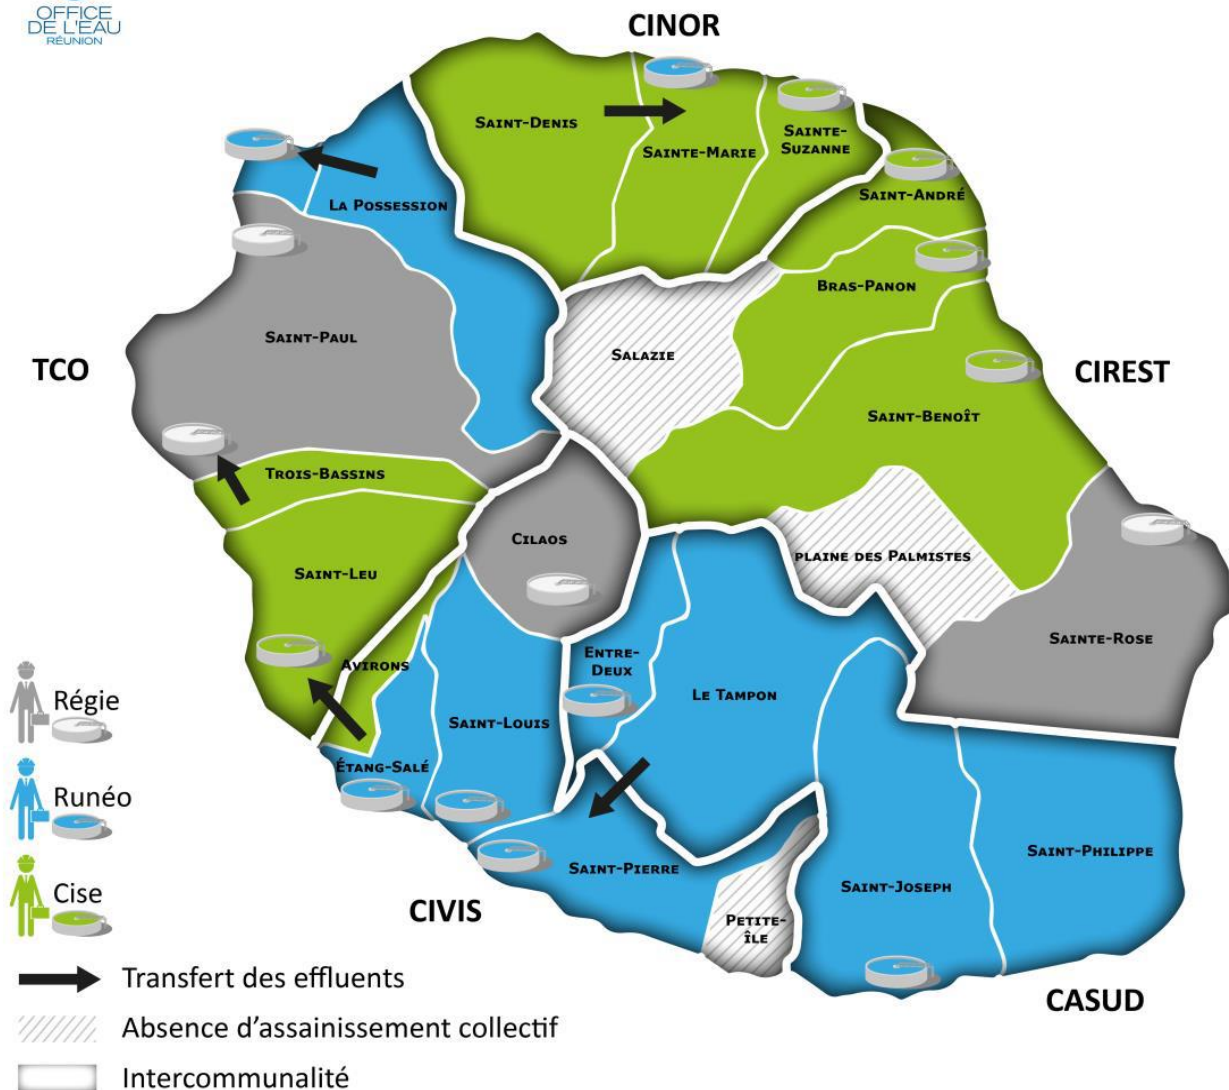 OFFICE
DE L'EAU
RÉUNION
CINOR
SAINT-DENIS
SAINTE-MARIE
SAINTE-
SUZANNE
SAINT-ANDRÉ
LA POSSESSION
BRAS-PANON
SAINT-PAUL
SALAZIE
TCO
CIREST
SAINT-BENOÎT
TROIS-BASSINS
CILAOS
PLAINE DES PALMISTES
SAINT-LEU
SAINTE-ROSE
AVIRONS
ENTRE-
DEUX
LE TAMPON
SAINT-LOUIS
ÉTANG-SALÉ
SAINT-PIERRE
SAINT-JOSEPH
SAINT-PHILIPPE
PETITE-
ÎLE
CIVIS
CASUD
Régie
Runéo
Cise
Transfert des effluents
Absence d'assainissement collectif
Intercommunalité